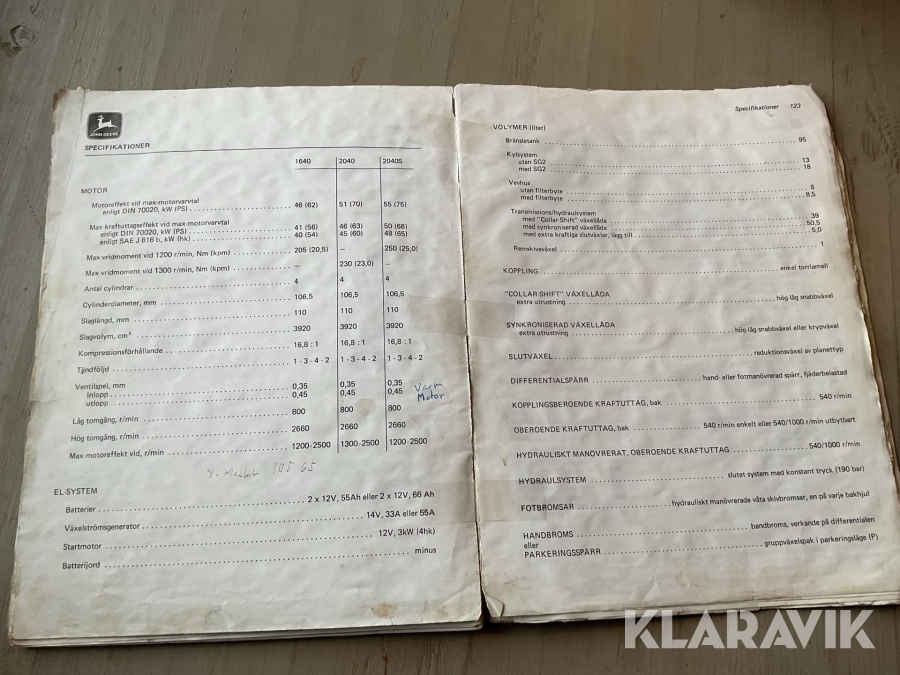 JOHN DEERE
SPECIFIKATIONER
1640 2040 2040S
MOTOR
Motoreffekt vid max-motorvarvtal
enligt DIN 70020, kW (PS) 46 (62) 51 (70) 55 (75)
Max kraftuttagseffekt vid max-motorvarvtal
enligt DIN 70020, kW (PS) 41 (56) 46 (63) 50 (68)
enligt SAE J 816 b, kW (hk) 40 (54) 45 (60) 48 (65)
Max-vridmoment vid 1200 r/min, Nm (kpm) 205 (20,5) – 250 (25,0)
Max-vridmoment vid 1300 r/min, Nm (kpm) – 230 (23,0) –
Antal cylindrar 4 4 4
Cylinderdiameter, mm 106,5 106,5 106,5
Slaglängd, mm 110 110 110
Slagvolym, cm³ 3920 3920 3920
Kompressionsförhållande 16,8 : 1 16,8 : 1 16,8 : 1
Tändföljd 1 - 3 - 4 - 2 1 - 3 - 4 - 2 1 - 3 - 4 - 2
Ventilspel, mm
inlopp 0,35 0,35 0,35 Varm
utlopp 0,45 0,45 0,45 Motor
Låg tomgång, r/min 800 800 800
Hög tomgång, r/min 2660 2660 2660
Max-motoreffekt vid, r/min 1200-2500 1300-2500 1200-2500
105 65
EL-SYSTEM
Batterier 2 x 12V, 55Ah eller 2 x 12V, 66 Ah
Växelströmsgenerator 14V, 33A eller 55A
Startmotor 12V, 3kW (4hk)
Batterijord minus
Specifikationer 123
VOLYMER (liter)
Bränsletank 95
Kylsystem
utan SG2 13
med SG2 18
Vevhus
utan filterbyte 8
med filterbyte 8,5
Transmissions/hydraulsystem
med "Collar-Shift" växellåda 39
med synkroniserad växellåda 50,5
med extra kraftiga slutväxlar, lägg till 5,0
Remskiveväxel 1
KOPPLING enkel torrlamell
"COLLAR-SHIFT" VÄXELLÅDA
extra utrustning hög-låg snabbväxel
SYNKRONISERAD VÄXELLÅDA
extra utrustning hög-låg snabbväxel eller krypväxel
SLUTVÄXEL reduktionsväxel av planettyp
DIFFERENTIALSPÄRR hand- eller fotmanövrerad spärr, fjäderbelastad
KOPPLINGSBEROENDE KRAFTUTTAG, bak 540 r/min
OBEROENDE KRAFTUTTAG, bak 540 r/min enkelt eller 540/1000 r/min utbytbart
HYDRAULISKT MANÖVRERAT, OBEROENDE KRAFTUTTAG 540/1000 r/min
HYDRAULSYSTEM slutet system med konstant tryck (190 bar)
FOTBROMSAR hydrauliskt manövrerade våta skivbromsar, en på varje bakhjul
HANDBROMS bandbroms, verkande på differentialen
eller
PARKERINGSSPÄRR gruppväxelspak i parkeringsläge (P)
KLARAVIK